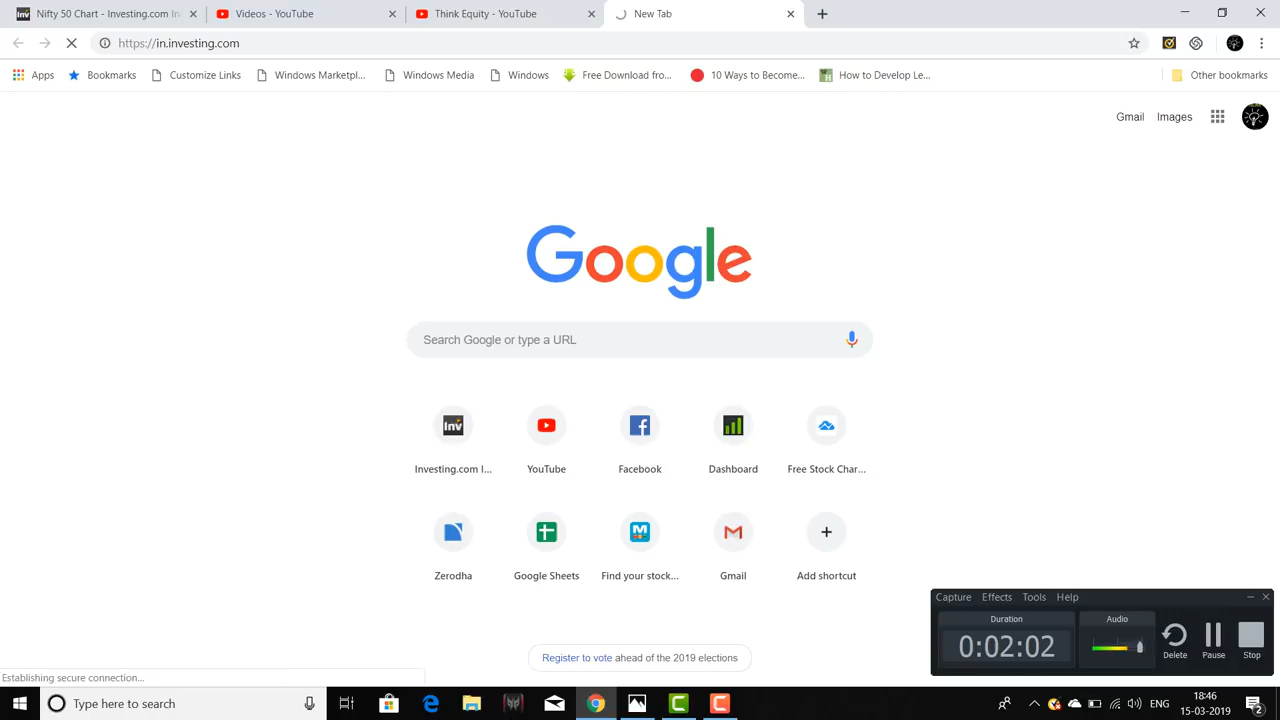 Inv Nifty 50 Chart - Investing.com In
Videos - YouTube
Think Equity - YouTube
New Tab
https://in.investing.com
Apps
Bookmarks
Customize Links
Windows Marketpl...
Windows Media
Windows
Free Download fro...
10 Ways to Become...
How to Develop Le...
Other bookmarks
Gmail
Images
Google
Search Google or type a URL
Inv
Investing.com I...
YouTube
Facebook
Dashboard
Free Stock Char...
Zerodha
Google Sheets
Find your stock...
Gmail
Add shortcut
Register to vote ahead of the 2019 elections
Capture Effects Tools Help
Duration
0:02:02
Audio
Delete
Pause
Stop
Establishing secure connection...
Type here to search
ENG
18:46
15-03-2019
2